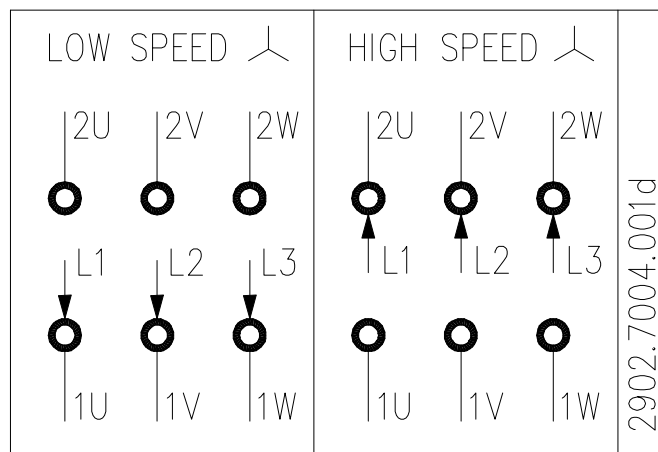 LOW SPEED
2U 2V 2W
L1 L2 L3
1U 1V 1W
HIGH SPEED
2U 2V 2W
L1 L2 L3
1U 1V 1W
2902.7004.001d